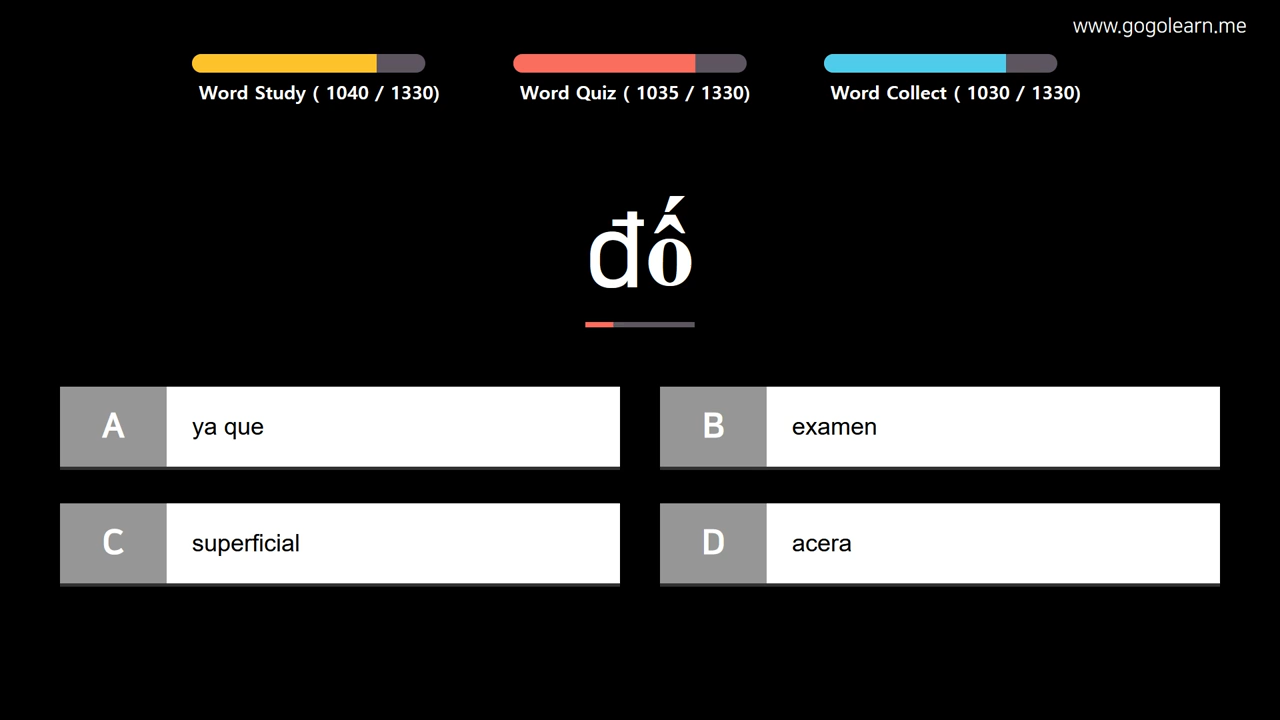 www.gogolearn.me
Word Study ( 1040 / 1330)
Word Quiz ( 1035 / 1330)
Word Collect ( 1030 / 1330)
đố
A ya que
B examen
C superficial
D acera